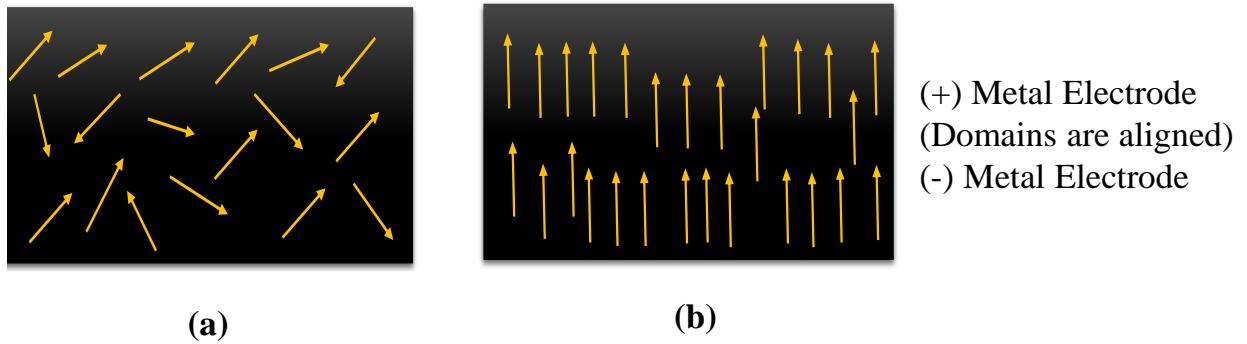 (+) Metal Electrode
(Domains are aligned)
(-) Metal Electrode
(a)
(b)